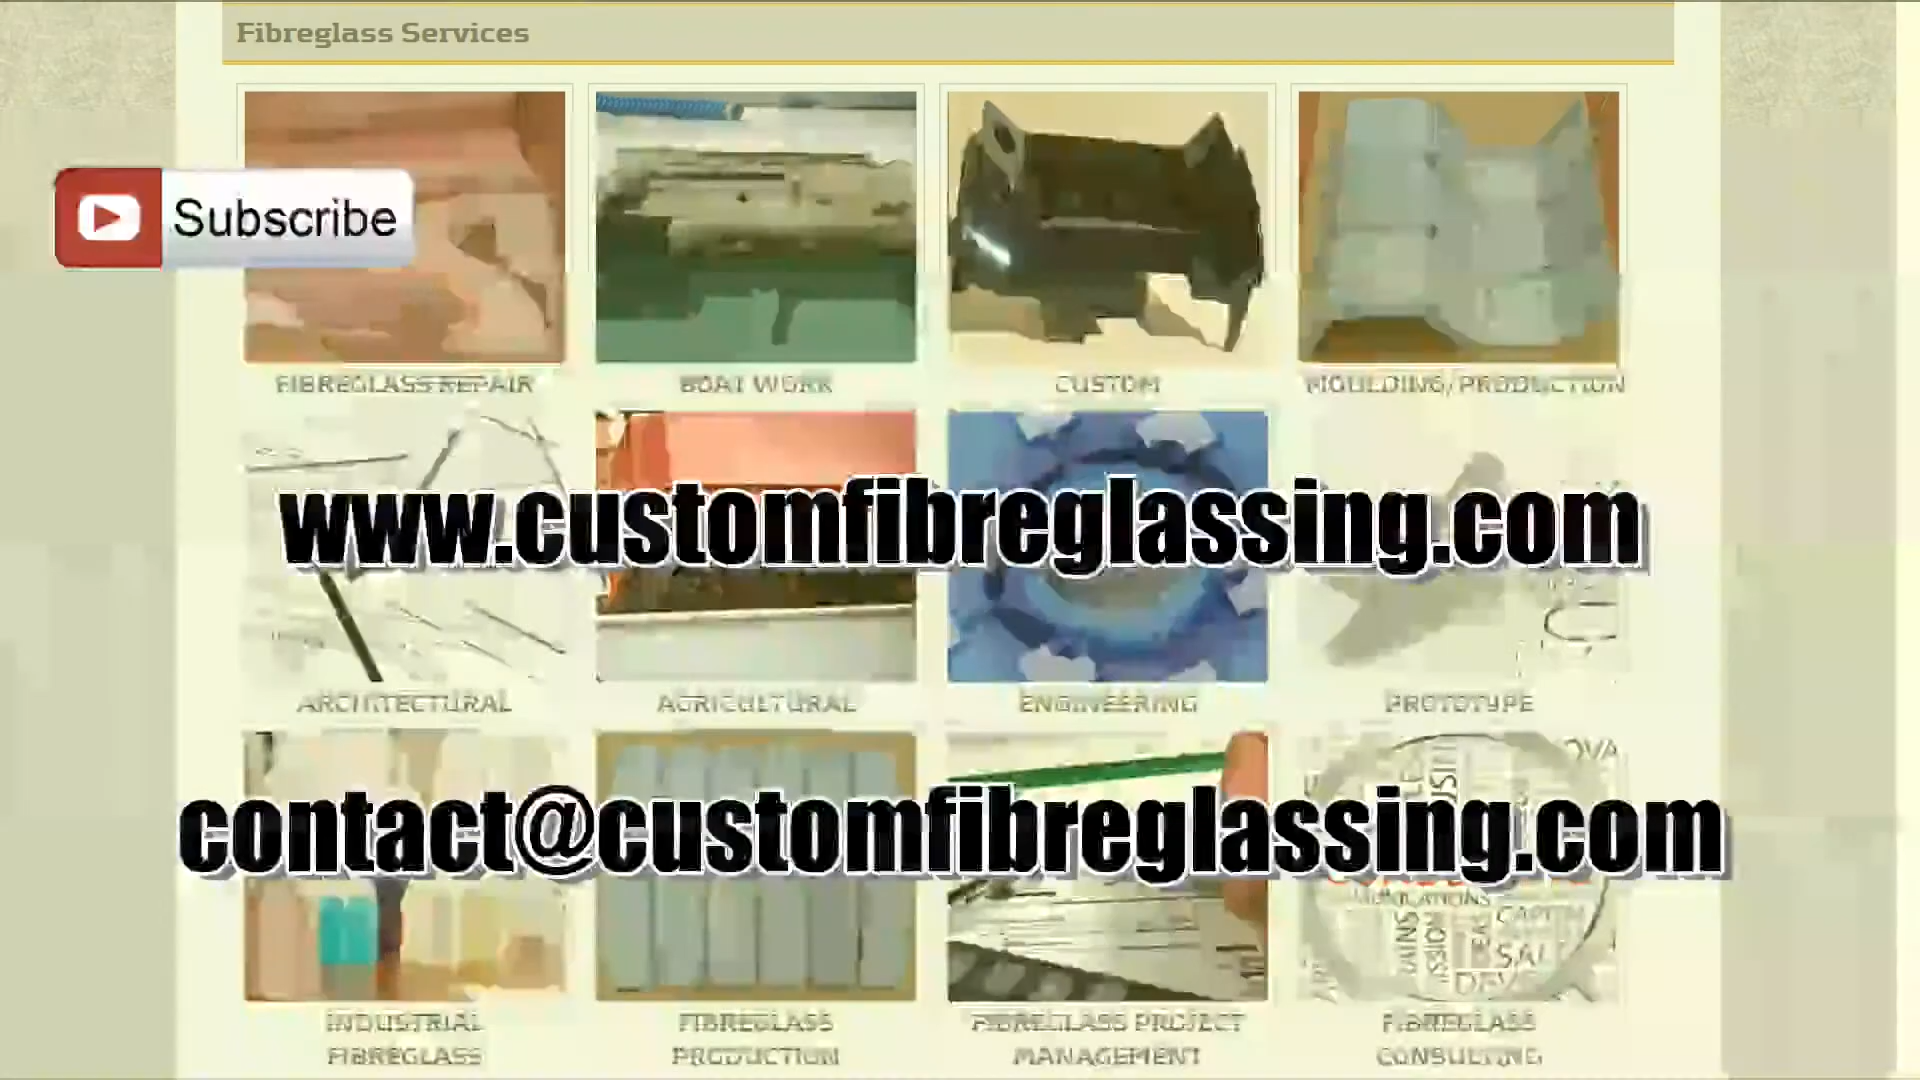 Fibreglass Services
Subscribe
FIBREGLASS REPAIR
BOAT WORK
CUSTOM
MOULDING/PRODUCTION
www.customfibreglassing.com
ARCHITECTURAL
AGRICULTURAL
ENGINEERING
PROTOTYPE
contact@customfibreglassing.com
INDUSTRIAL
FIBREGLASS
FIBREGLASS
PRODUCTION
FIBREGLASS PROJECT
MANAGEMENT
FIBREGLASS
CONSULTING